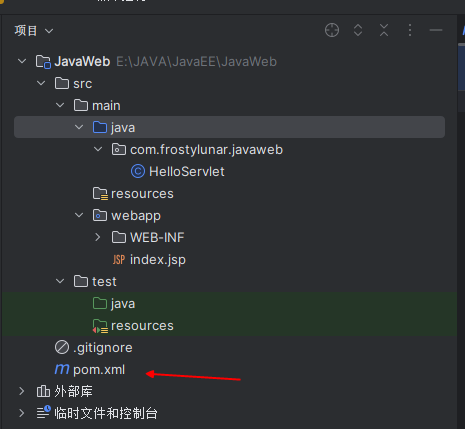 项目
JavaWeb E:\JAVA\JavaEE\JavaWeb
src
main
java
com.frostylunar.javaweb
C HelloServlet
resources
webapp
WEB-INF
JSP index.jsp
test
java
resources
.gitignore
m pom.xml
外部库
临时文件和控制台